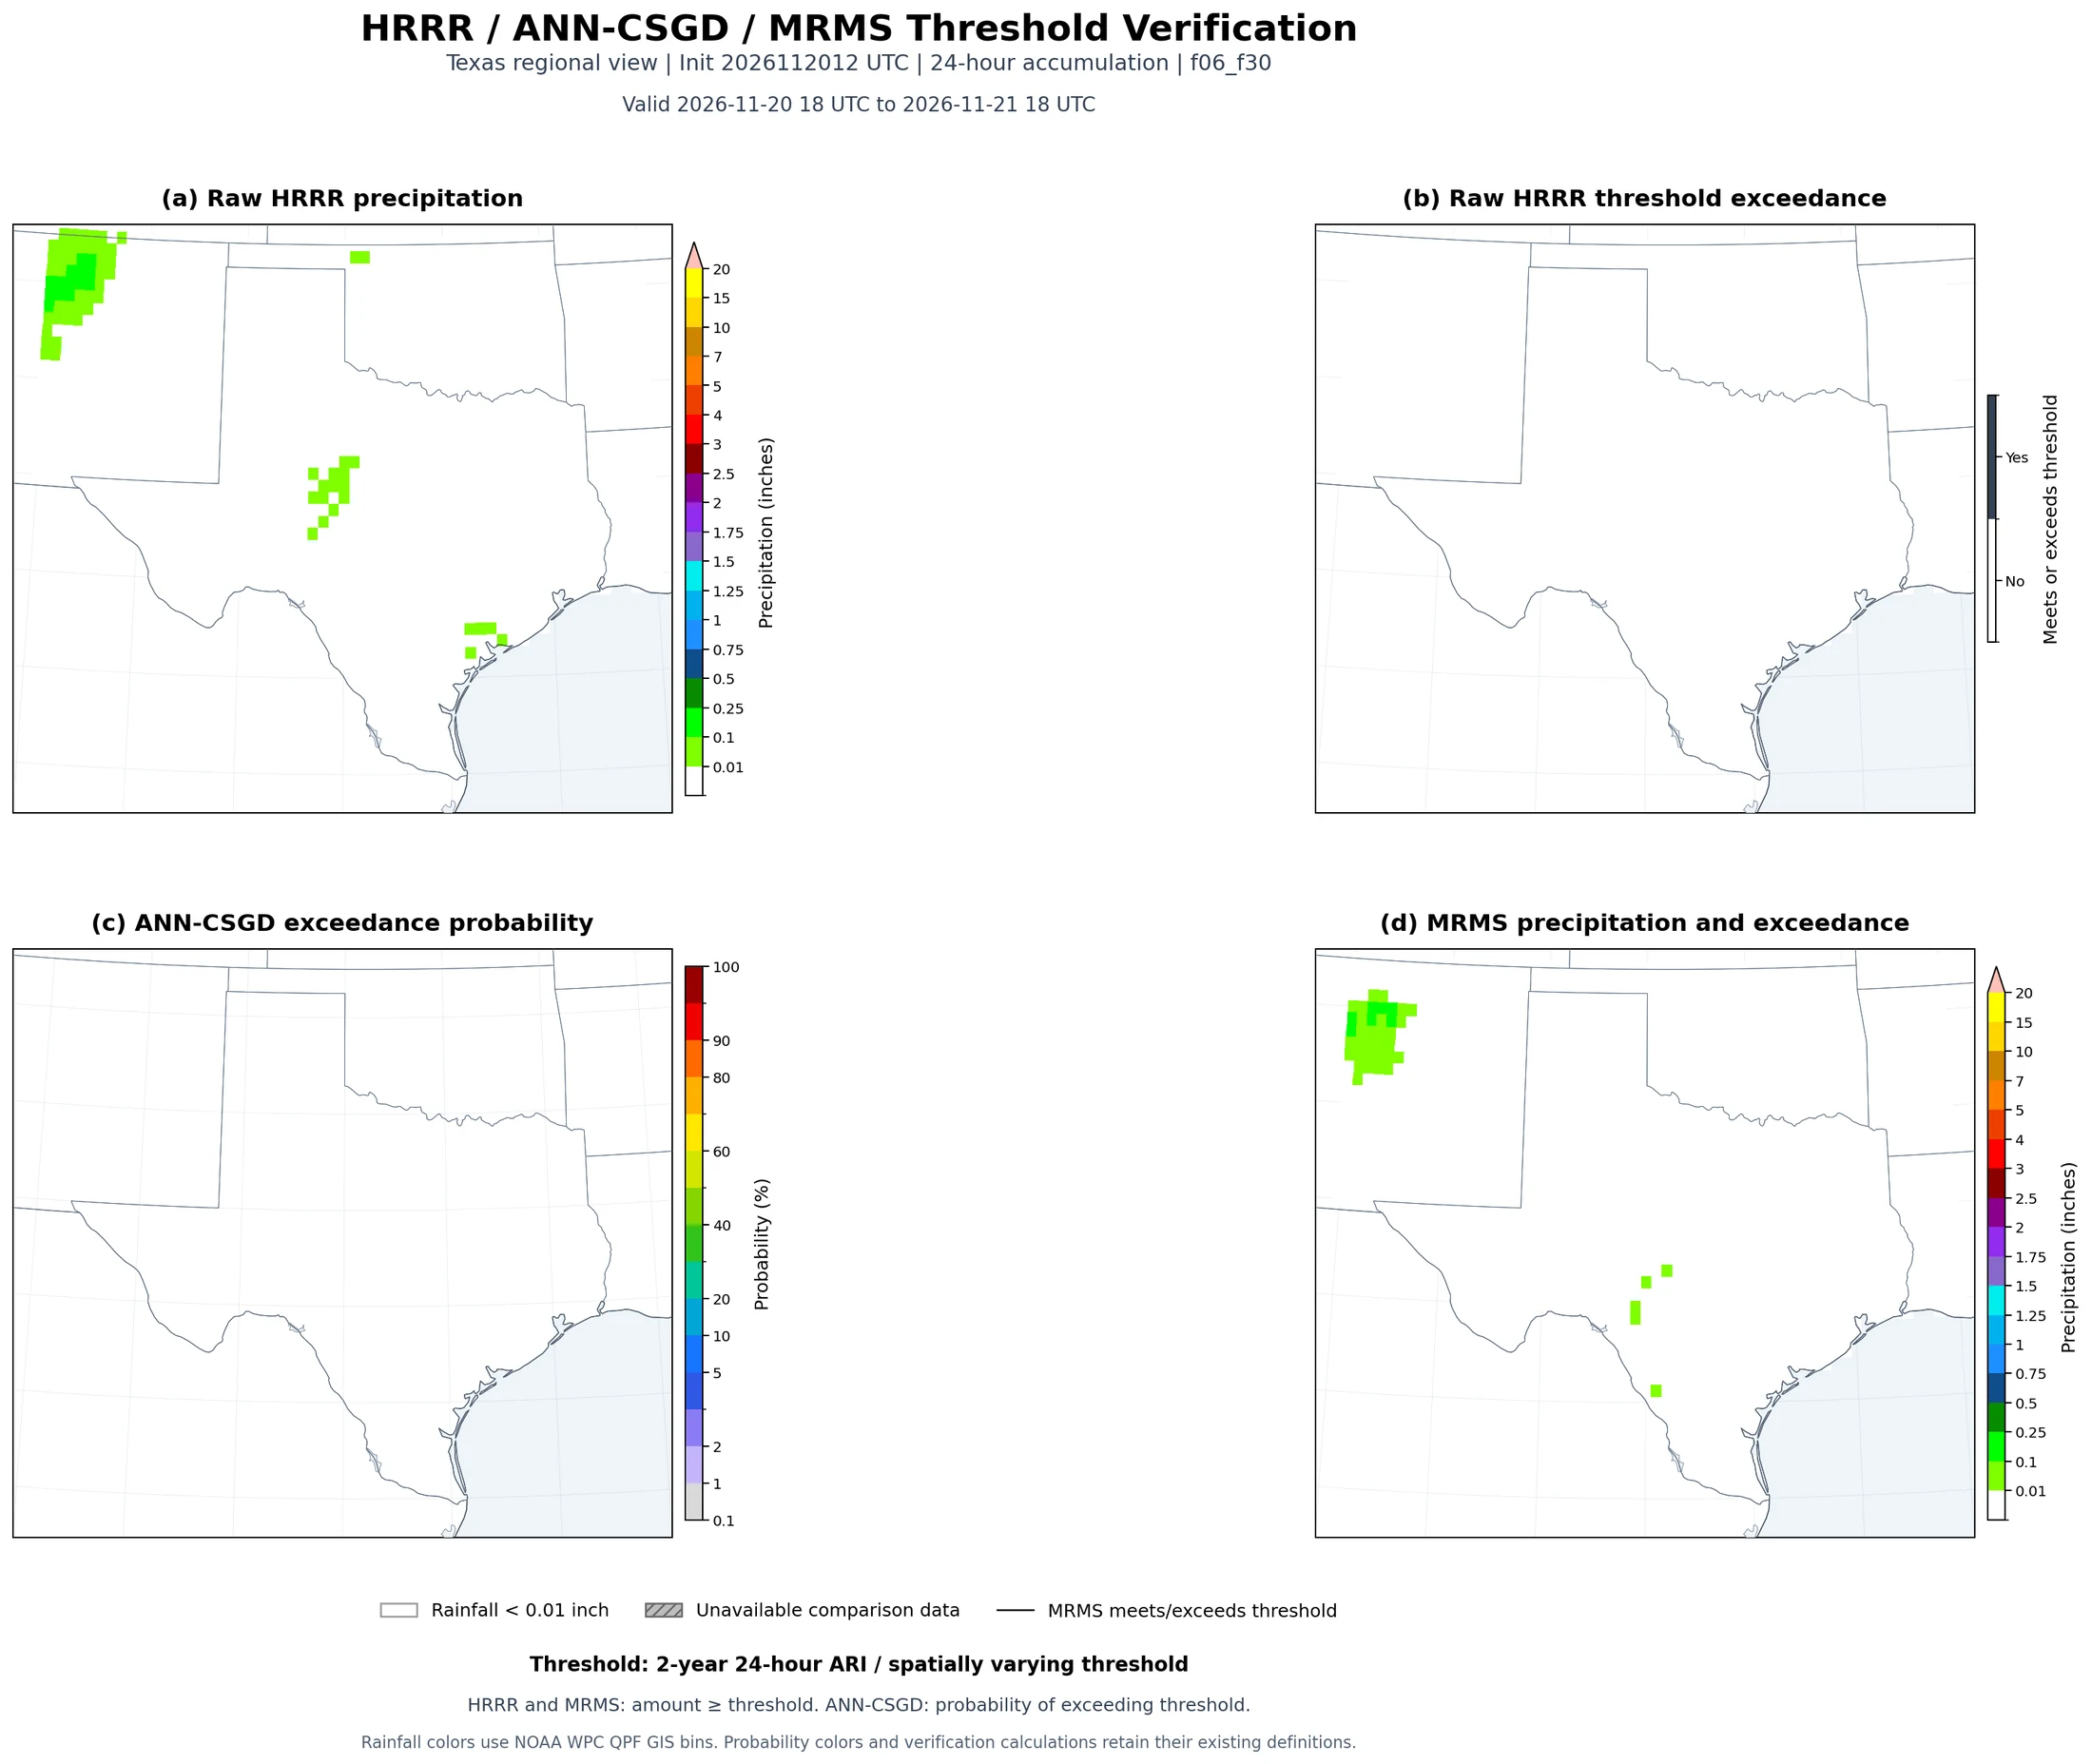 HRRR / ANN-CSGD / MRMS Threshold Verification
Texas regional view | Init 2026112012 UTC | 24-hour accumulation | f06_f30
Valid 2026-11-20 18 UTC to 2026-11-21 18 UTC
(a) Raw HRRR precipitation
20
15
10
7
5
4
3
2.5
2
1.75
1.5
1.25
1
0.75
0.5
0.25
0.1
0.01
Precipitation (inches)
(b) Raw HRRR threshold exceedance
Yes
No
Meets or exceeds threshold
(c) ANN-CSGD exceedance probability
100
90
80
60
40
20
10
5
2
1
0.1
Probability (%)
(d) MRMS precipitation and exceedance
20
15
10
7
5
4
3
2.5
2
1.75
1.5
1.25
1
0.75
0.5
0.25
0.1
0.01
Precipitation (inches)
Rainfall < 0.01 inch
Unavailable comparison data
MRMS meets/exceeds threshold
Threshold: 2-year 24-hour ARI / spatially varying threshold
HRRR and MRMS: amount ≥ threshold. ANN-CSGD: probability of exceeding threshold.
Rainfall colors use NOAA WPC QPF GIS bins. Probability colors and verification calculations retain their existing definitions.